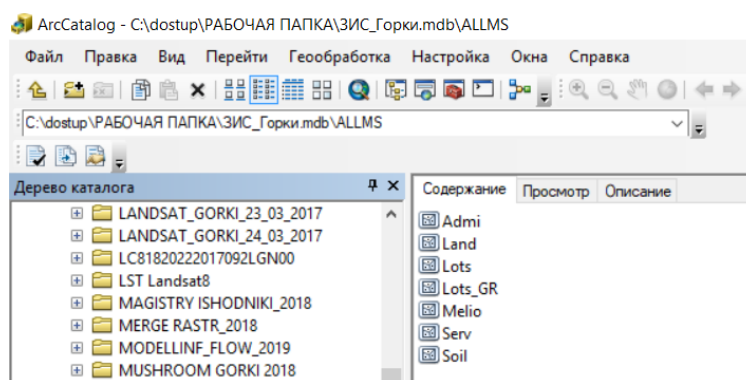 ArcCatalog - C:\dostup\РАБОЧАЯ ПАПКА\ЗИС_Горки.mdb\ALLMS
Файл Правка Вид Перейти Геообработка Настройка Окна Справка
C:\dostup\РАБОЧАЯ ПАПКА\ЗИС_Горки.mdb\ALLMS
Дерево каталога
LANDSAT_GORKI_23_03_2017
LANDSAT_GORKI_24_03_2017
LC81820222017092LGN00
LST Landsat8
MAGISTRY ISHODNIKI_2018
MERGE RASTR_2018
MODELLINF_FLOW_2019
MUSHROOM GORKI 2018
Содержание Просмотр Описание
Admi
Land
Lots
Lots_GR
Melio
Serv
Soil